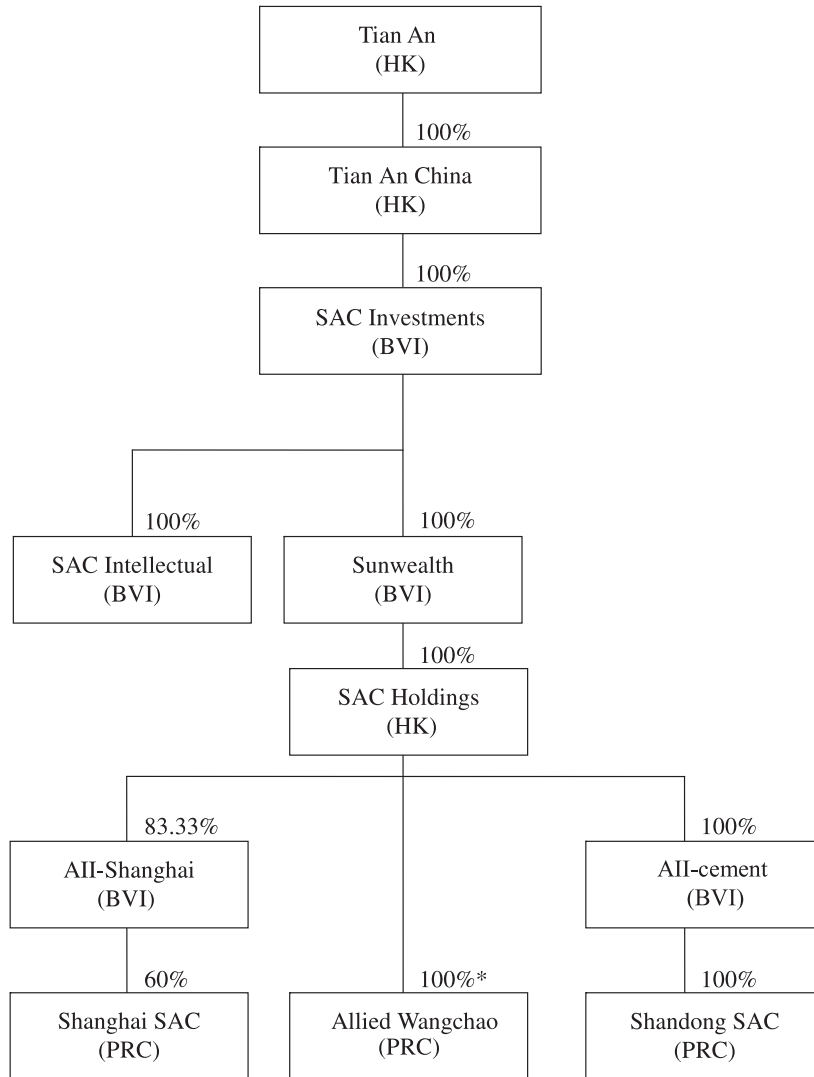 Tian An
(HK)
100%
Tian An China
(HK)
100%
SAC Investments
(BVI)
100%
100%
SAC Intellectual
(BVI)
Sunwealth
(BVI)
100%
SAC Holdings
(HK)
83.33%
100%
AII-Shanghai
(BVI)
AII-cement
(BVI)
60%
100%*
100%
Shanghai SAC
(PRC)
Allied Wangchao
(PRC)
Shandong SAC
(PRC)